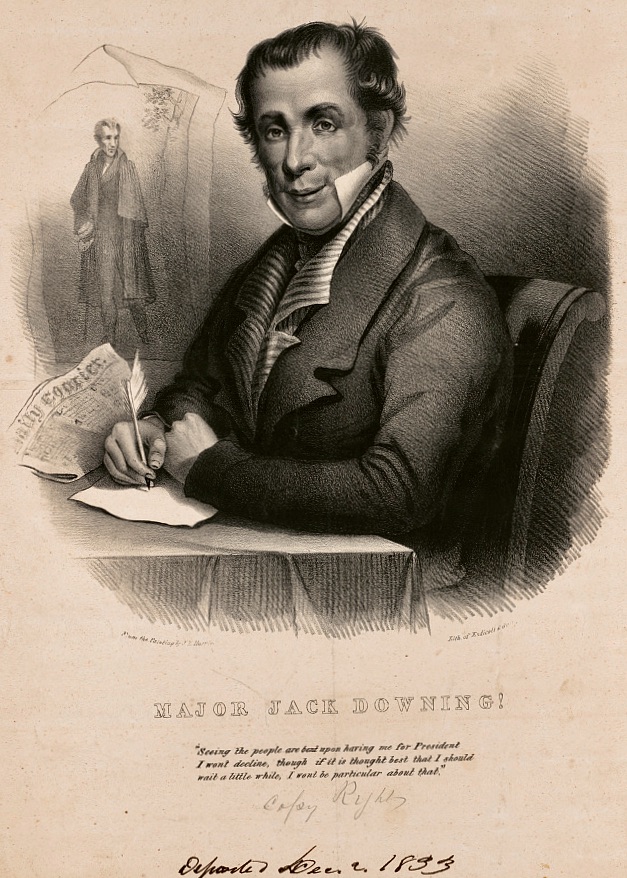 Daily Courier.
From the Painting by
Lith. of Endicott
MAJOR JACK DOWNING!
"Seeing the people are bent upon having me for President
I wont decline, though if it is thought best that I should
wait a little while, I wont be particular about that."
Copy Right
Deposited Dec. 2. 1833